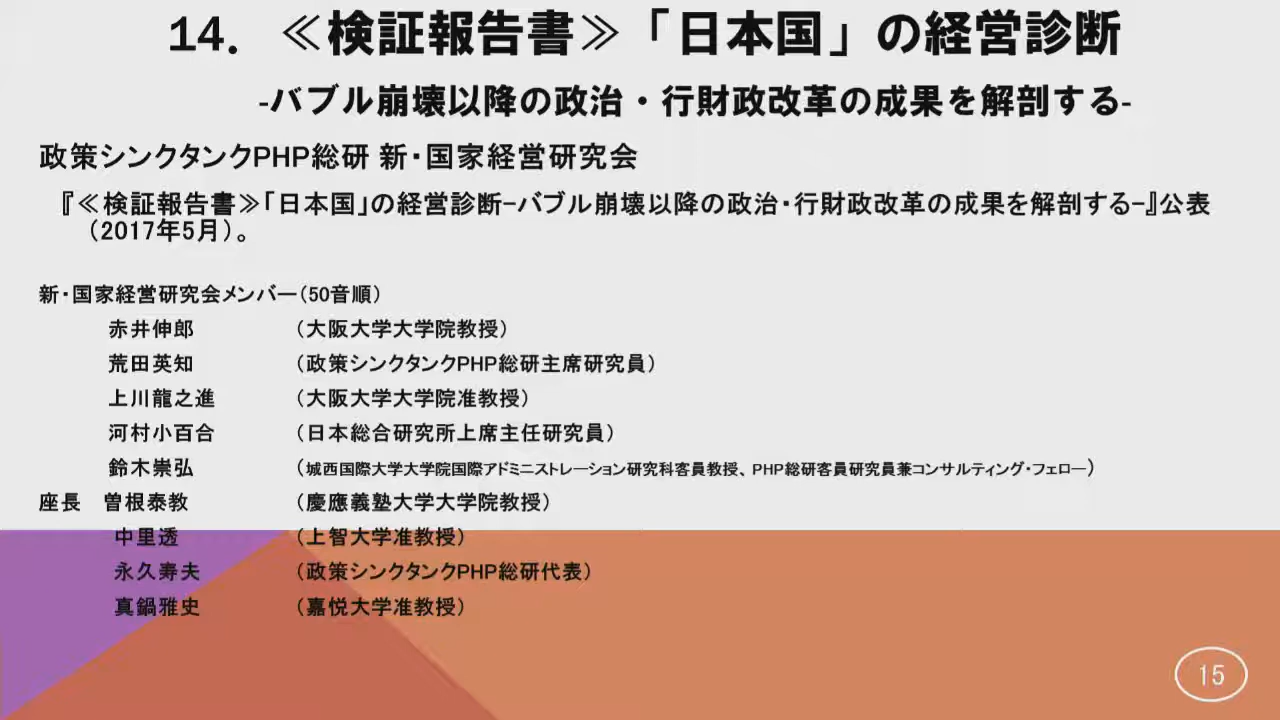 14．≪検証報告書≫「日本国」の経営診断
-バブル崩壊以降の政治・行財政改革の成果を解剖する-
政策シンクタンクPHP総研 新・国家経営研究会
『≪検証報告書≫「日本国」の経営診断−バブル崩壊以降の政治・行財政改革の成果を解剖する−』公表
（2017年5月）。
新・国家経営研究会メンバー（50音順）
赤井伸郎　（大阪大学大学院教授）
荒田英知　（政策シンクタンクPHP総研主席研究員）
上川龍之進　（大阪大学大学院准教授）
河村小百合　（日本総合研究所上席主任研究員）
鈴木崇弘　（城西国際大学大学院国際アドミニストレーション研究科客員教授、PHP総研客員研究員兼コンサルティング・フェロー）
座長　曽根泰教　（慶應義塾大学大学院教授）
中里透　（上智大学准教授）
永久寿夫　（政策シンクタンクPHP総研代表）
真鍋雅史　（嘉悦大学准教授）
15